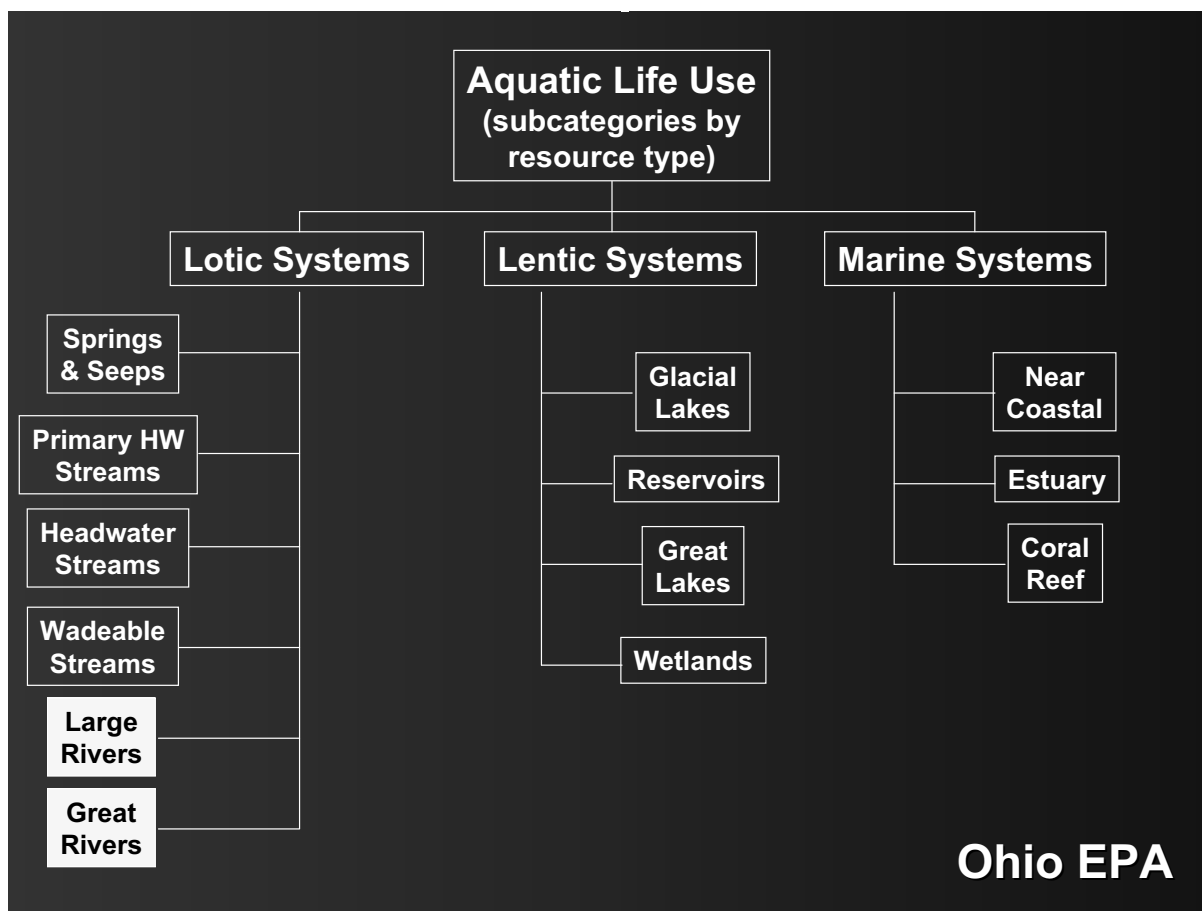 Aquatic Life Use
(subcategories by
resource type)
Lotic Systems
Springs
& Seeps
Primary HW
Streams
Headwater
Streams
Wadeable
Streams
Large
Rivers
Great
Rivers
Lentic Systems
Glacial
Lakes
Reservoirs
Great
Lakes
Wetlands
Marine Systems
Near
Coastal
Estuary
Coral
Reef
Ohio EPA